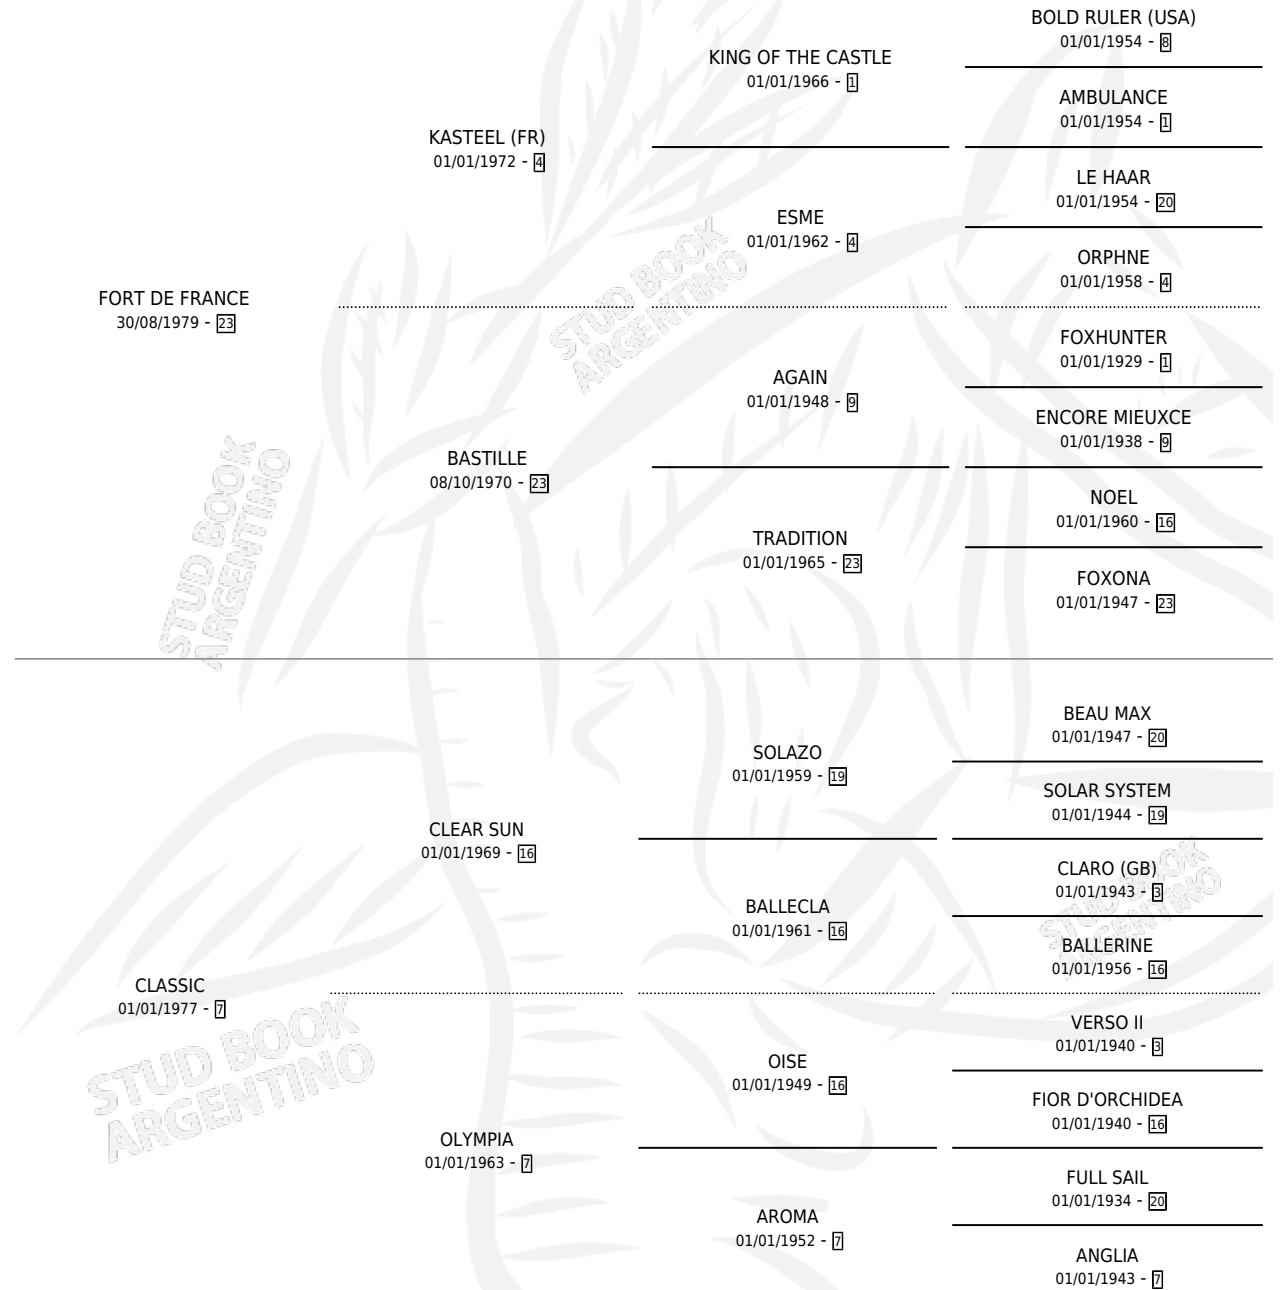 FORT DE FRANCE
30/08/1979 - 23
KASTEEL (FR)
01/01/1972 - 4
KING OF THE CASTLE
01/01/1966 - 1
BOLD RULER (USA)
01/01/1954 - 8
AMBULANCE
01/01/1954 - 1
ESME
01/01/1962 - 4
LE HAAR
01/01/1954 - 20
ORPHNE
01/01/1958 - 4
BASTILLE
08/10/1970 - 23
AGAIN
01/01/1948 - 9
FOXHUNTER
01/01/1929 - 1
ENCORE MIEUXCE
01/01/1938 - 9
TRADITION
01/01/1965 - 23
NOEL
01/01/1960 - 16
FOXONA
01/01/1947 - 23
CLASSIC
01/01/1977 - 7
CLEAR SUN
01/01/1969 - 16
SOLAZO
01/01/1959 - 19
BEAU MAX
01/01/1947 - 20
SOLAR SYSTEM
01/01/1944 - 19
BALLECLA
01/01/1961 - 16
CLARO (GB)
01/01/1943 - 3
BALLERINE
01/01/1956 - 16
OLYMPIA
01/01/1963 - 7
OISE
01/01/1949 - 16
VERSO II
01/01/1940 - 3
FIOR D'ORCHIDEA
01/01/1940 - 16
AROMA
01/01/1952 - 7
FULL SAIL
01/01/1934 - 20
ANGLIA
01/01/1943 - 7
STUD BOOK
ARGENTINO
STUD BOOK
ARGENTINO
STUD BOOK
ARGENTINO
STUD BOOK
ARGENTINO